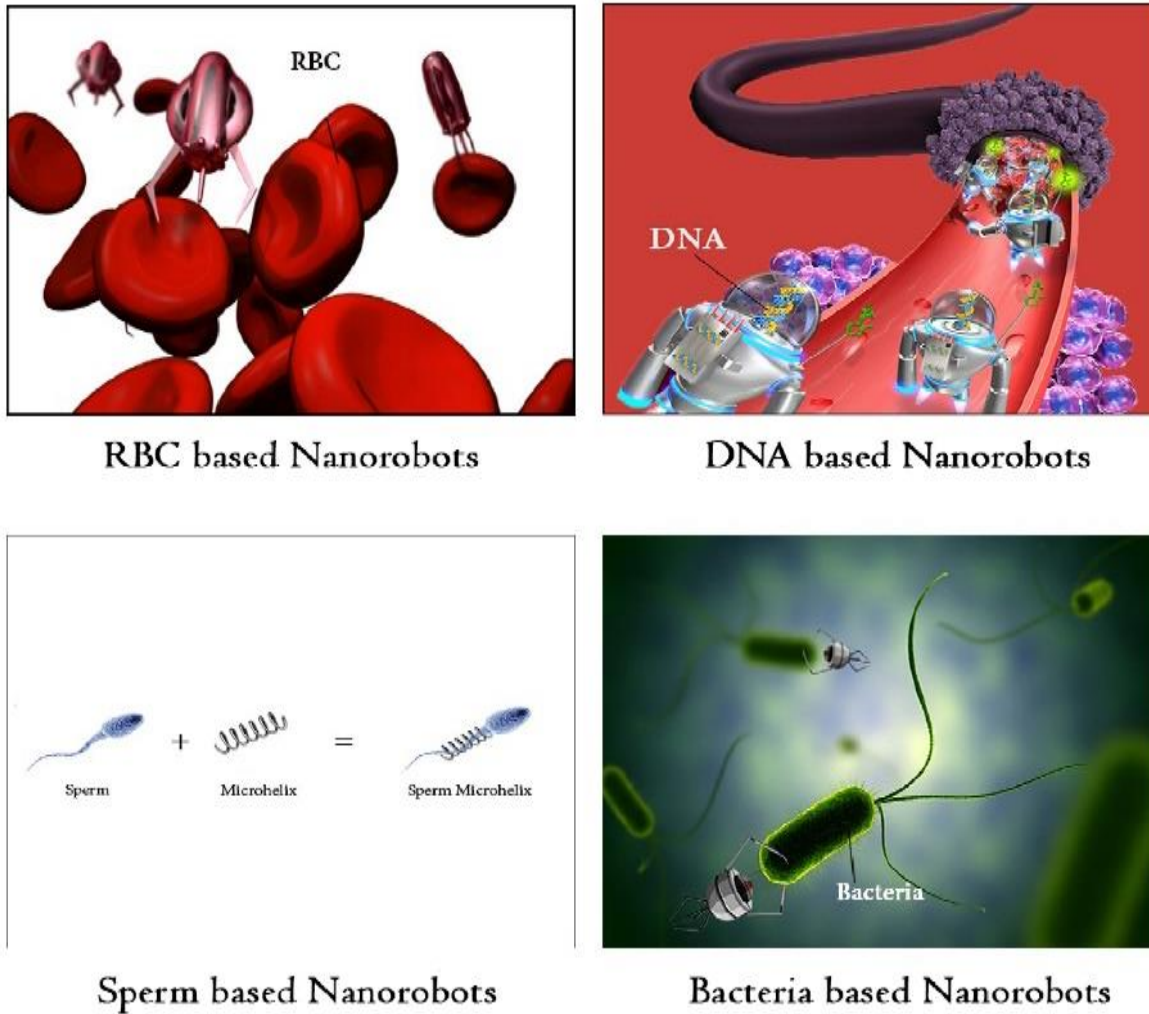 RBC
DNA
RBC based Nanorobots
DNA based Nanorobots
+
=
Sperm
Microhelix
Sperm Microhelix
Bacteria
Sperm based Nanorobots
Bacteria based Nanorobots